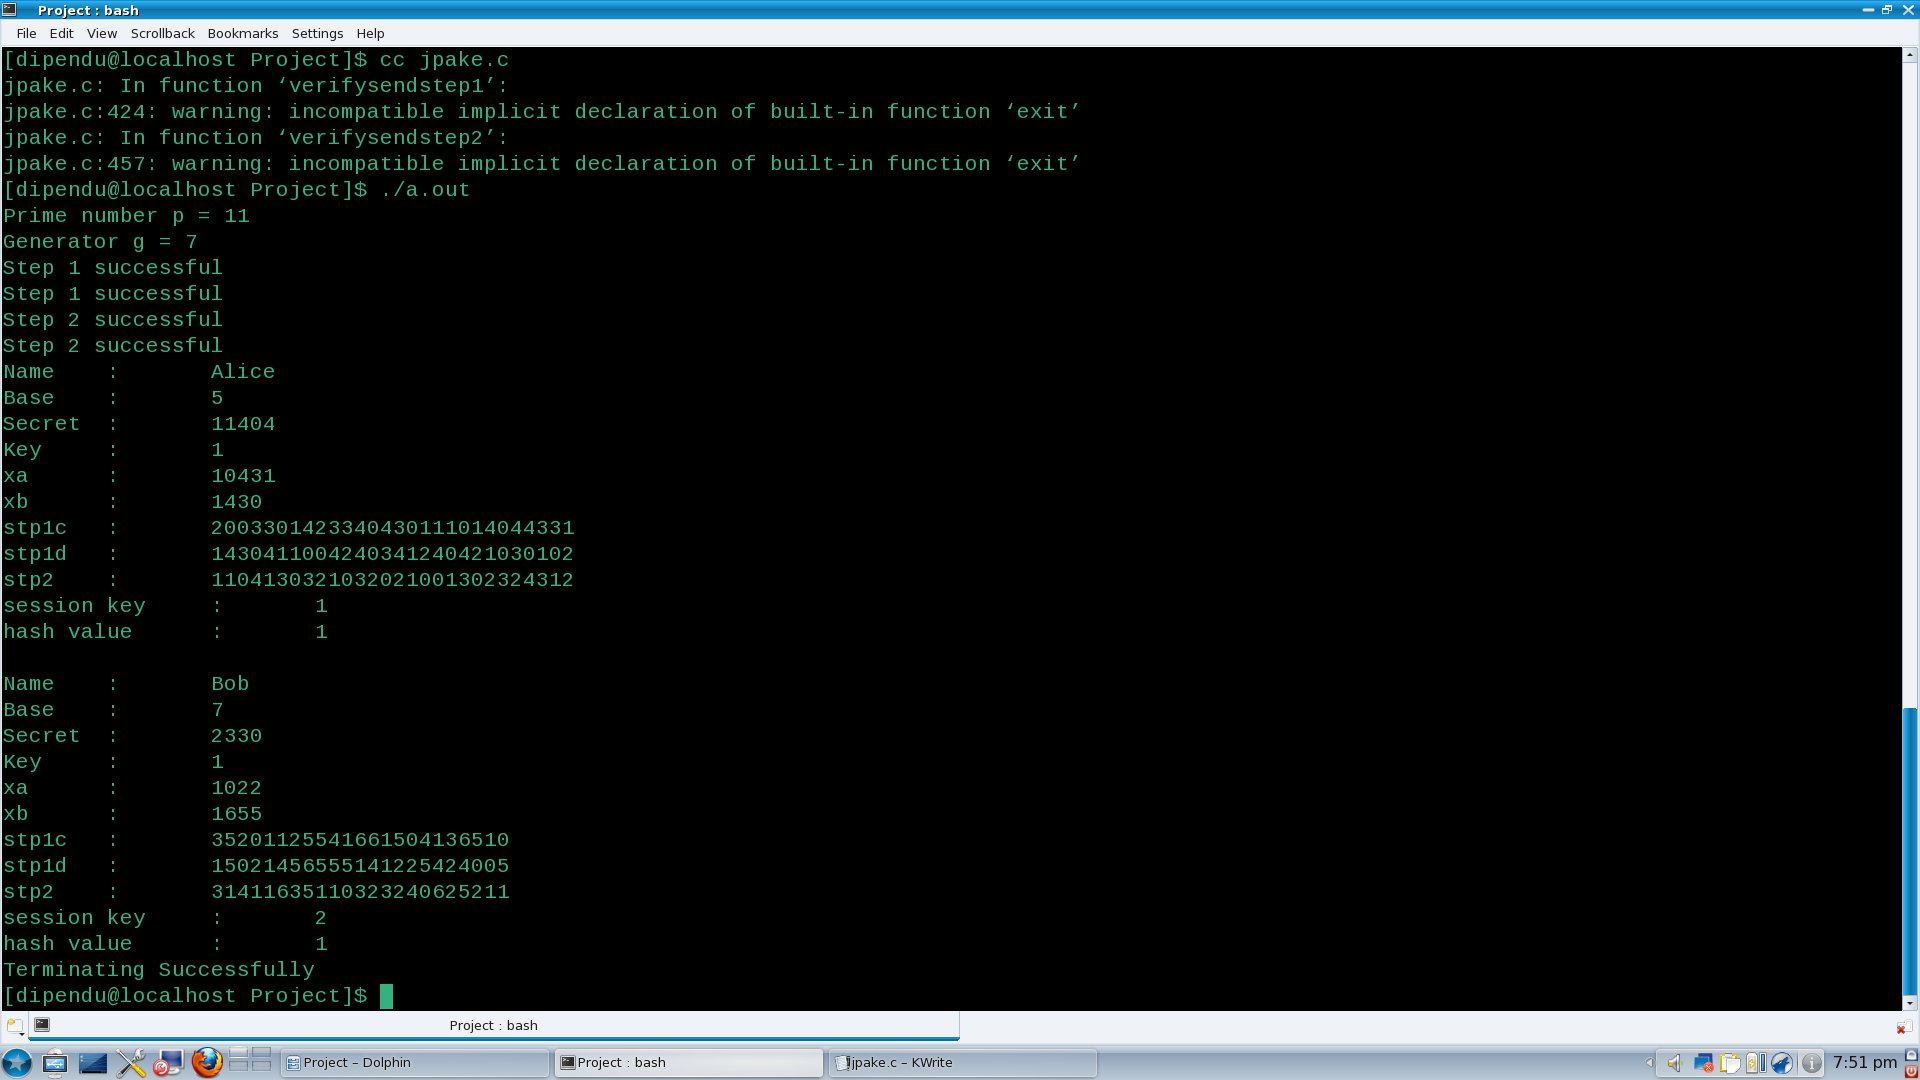 Project : bash
File Edit View Scrollback Bookmarks Settings Help
[dipendu@localhost Project]$ cc jpake.c
jpake.c: In function ‘verifysendstep1’:
jpake.c:424: warning: incompatible implicit declaration of built-in function ‘exit’
jpake.c: In function ‘verifysendstep2’:
jpake.c:457: warning: incompatible implicit declaration of built-in function ‘exit’
[dipendu@localhost Project]$ ./a.out
Prime number p = 11
Generator g = 7
Step 1 successful
Step 1 successful
Step 2 successful
Step 2 successful
Name : Alice
Base : 5
Secret : 11404
Key : 1
xa : 10431
xb : 1430
stp1c : 2003301423340430111014044331
stp1d : 1430411004240341240421030102
stp2 : 1104130321032021001302324312
session key : 1
hash value : 1
Name : Bob
Base : 7
Secret : 2330
Key : 1
xa : 1022
xb : 1655
stp1c : 35201125541661504136510
stp1d : 15021456555141225424005
stp2 : 31411635110323240625211
session key : 2
hash value : 1
Terminating Successfully
[dipendu@localhost Project]$
Project : bash
Project – Dolphin Project : bash jpake.c – KWrite 7:51 pm